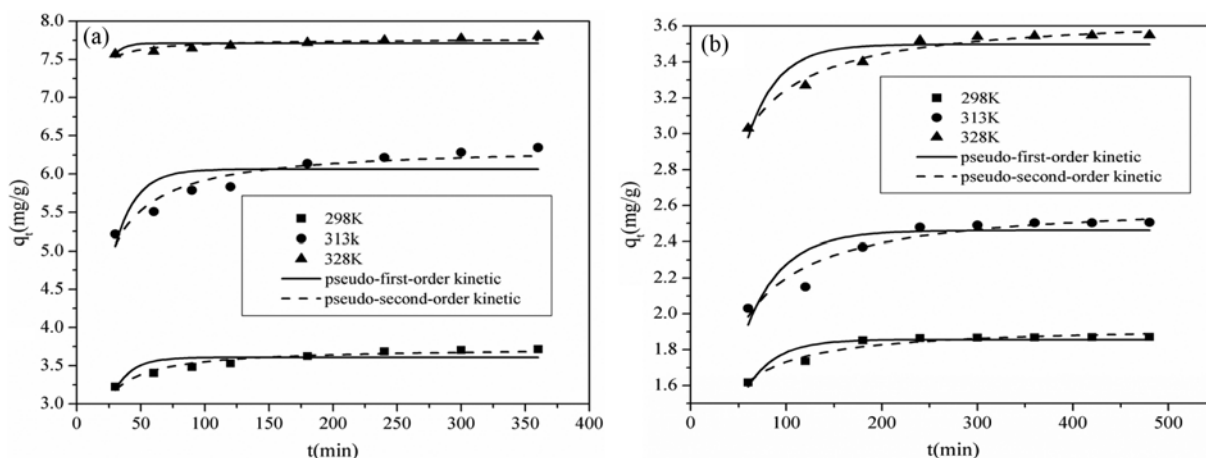 (a)
8.0
7.5
7.0
6.5
6.0
5.5
5.0
4.5
4.0
3.5
3.0
qt(mg/g)
298K
313k
328K
pseudo-first-order kinetic
pseudo-second-order kinetic
0 50 100 150 200 250 300 350 400
t(min)
(b)
3.6
3.4
3.2
3.0
2.8
2.6
2.4
2.2
2.0
1.8
1.6
qt(mg/g)
298K
313K
328K
pseudo-first-order kinetic
pseudo-second-order kinetic
0 100 200 300 400 500
t(min)